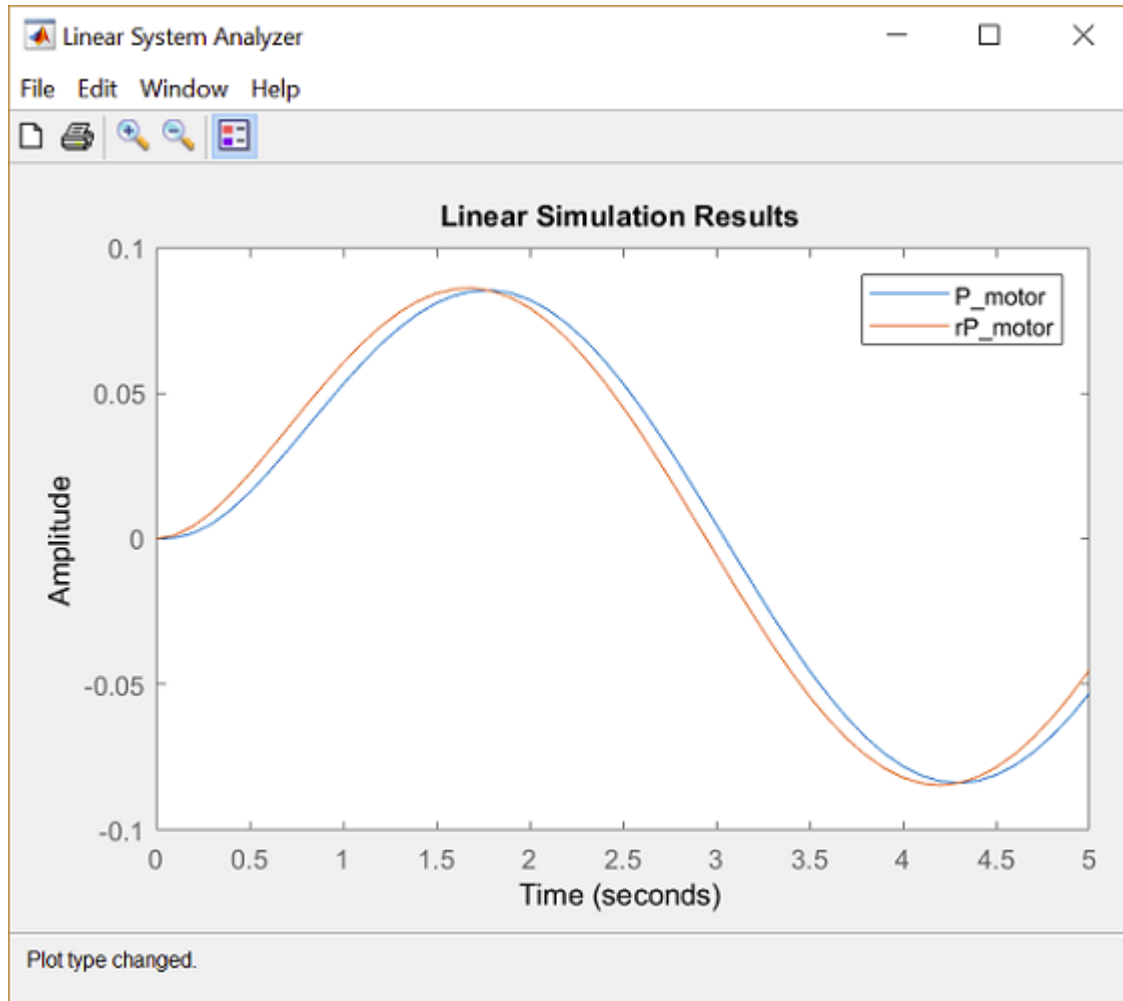 Linear System Analyzer
File Edit Window Help
Linear Simulation Results
P_motor
rP_motor
0.1
0.05
0
-0.05
-0.1
Amplitude
0 0.5 1 1.5 2 2.5 3 3.5 4 4.5 5
Time (seconds)
Plot type changed.